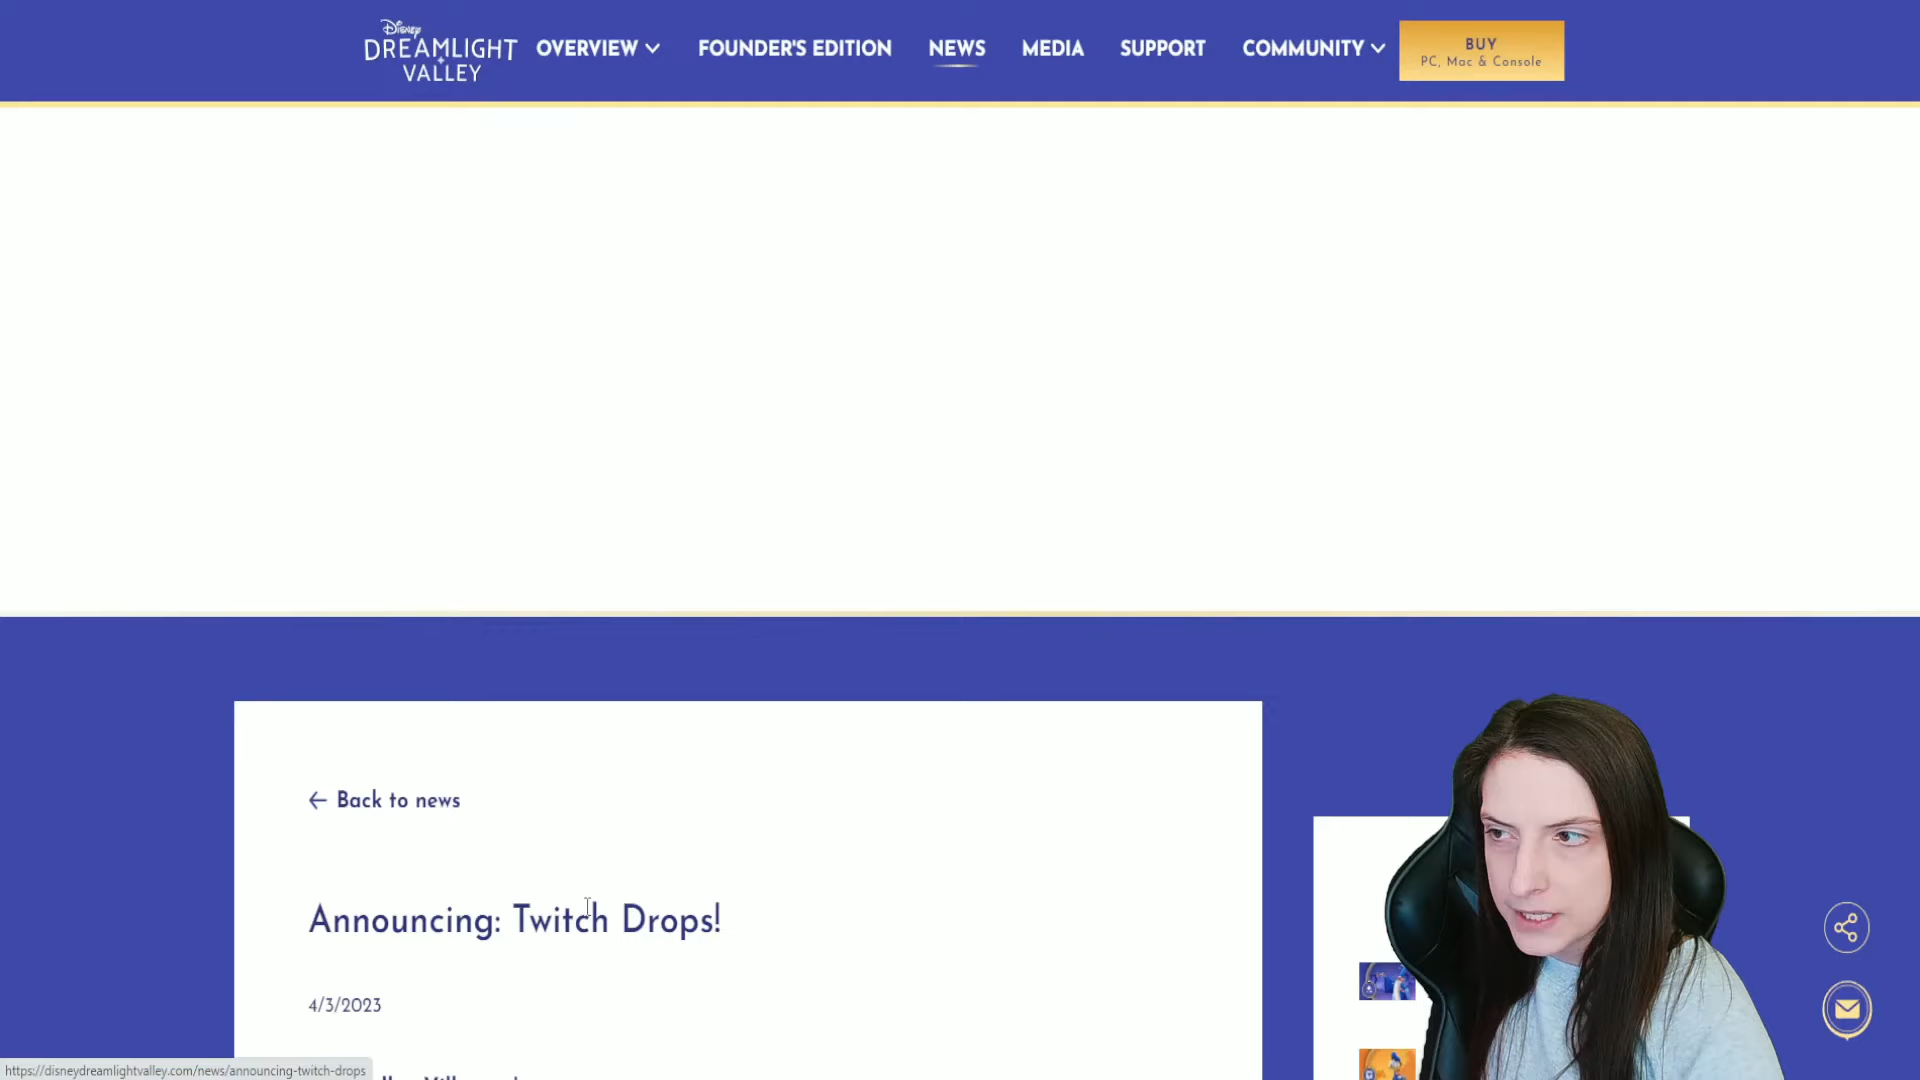 Disney
DREAMLIGHT
VALLEY
OVERVIEW
FOUNDER'S EDITION
NEWS
MEDIA
SUPPORT
COMMUNITY
BUY
PC, Mac & Console
Back to news
Announcing: Twitch Drops!
4/3/2023
https://disneydreamlightvalley.com/news/announcing-twitch-drops